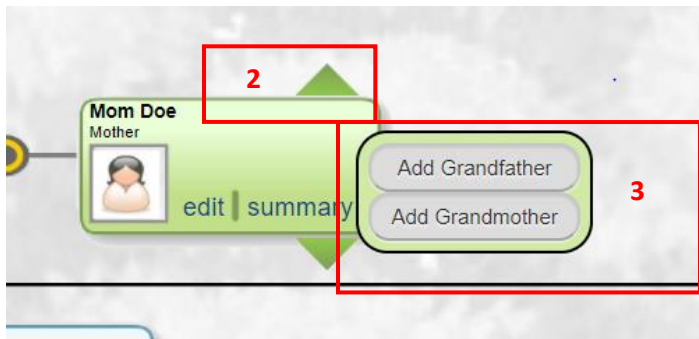 2
Mom Doe
Mother
edit summary
Add Grandfather
Add Grandmother
3